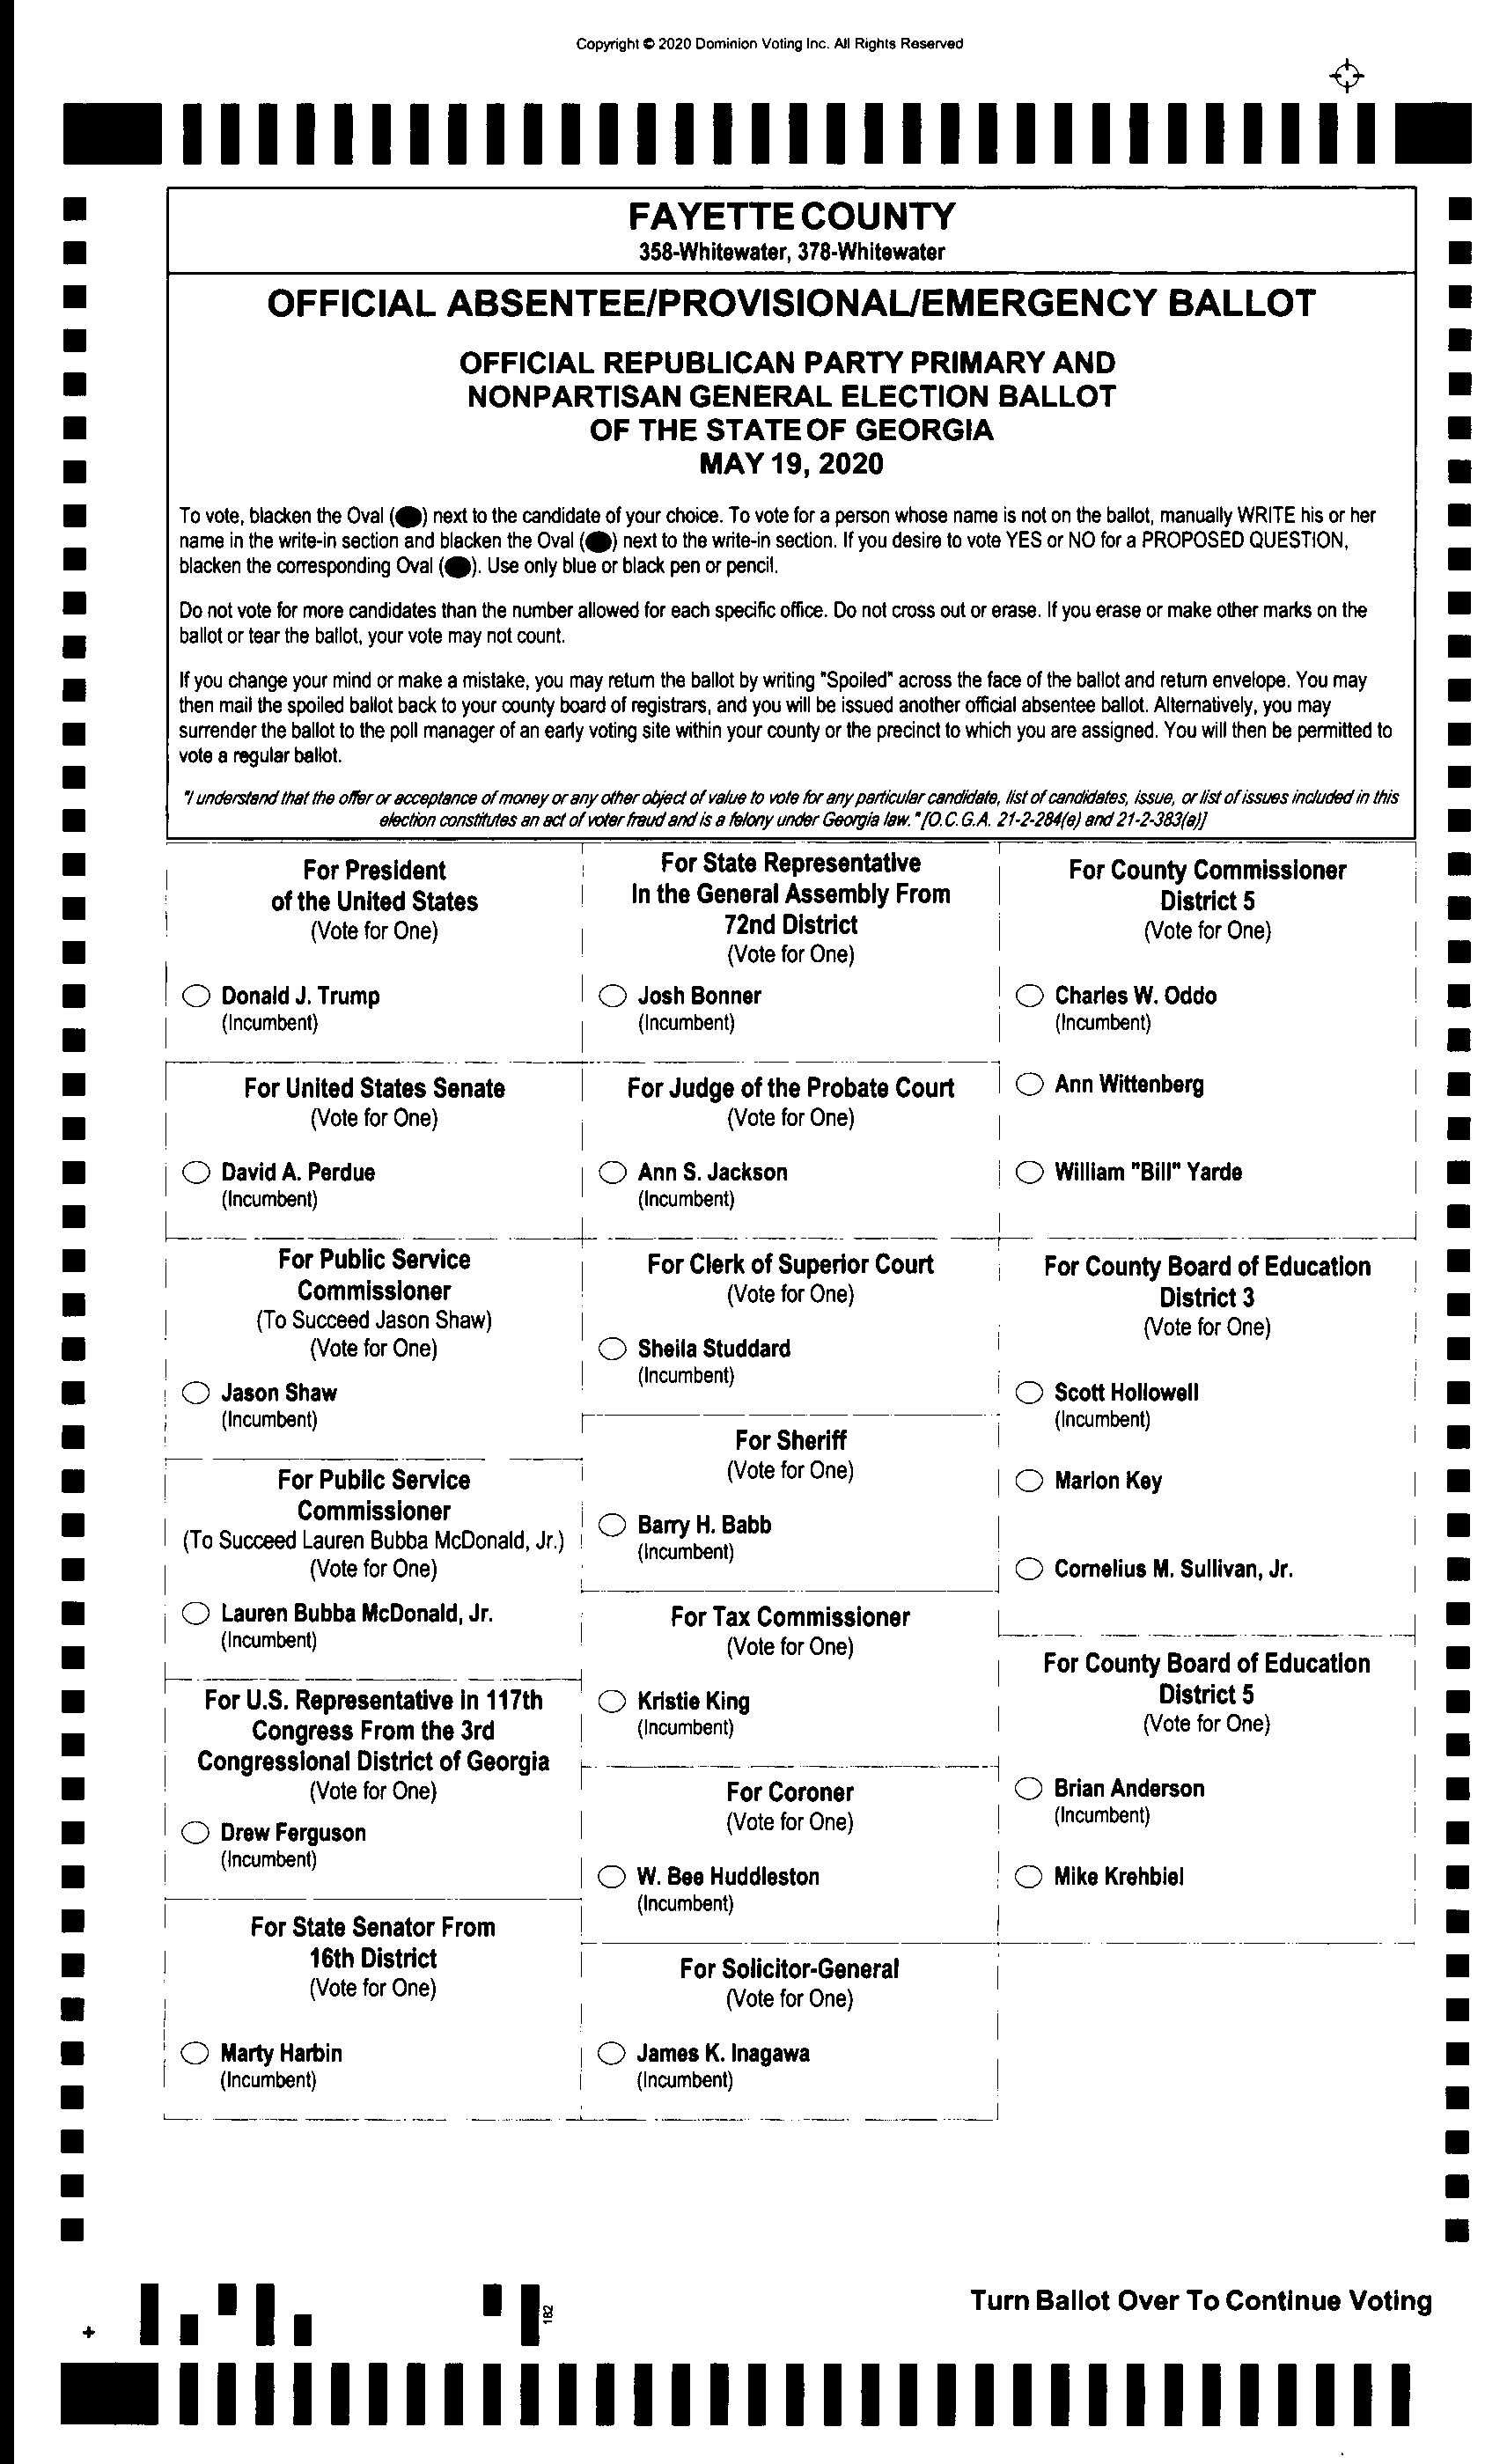 Copyright © 2020 Dominion Voting Inc. All Rights Reserved
FAYETTE COUNTY
358-Whitewater, 378-Whitewater
OFFICIAL ABSENTEE/PROVISIONAL/EMERGENCY BALLOT
OFFICIAL REPUBLICAN PARTY PRIMARY AND
NONPARTISAN GENERAL ELECTION BALLOT
OF THE STATE OF GEORGIA
MAY 19, 2020
To vote, blacken the Oval (⬬) next to the candidate of your choice. To vote for a person whose name is not on the ballot, manually WRITE his or her
name in the write-in section and blacken the Oval (⬬) next to the write-in section. If you desire to vote YES or NO for a PROPOSED QUESTION,
blacken the corresponding Oval (⬬). Use only blue or black pen or pencil.
Do not vote for more candidates than the number allowed for each specific office. Do not cross out or erase. If you erase or make other marks on the
ballot or tear the ballot, your vote may not count.
If you change your mind or make a mistake, you may return the ballot by writing "Spoiled" across the face of the ballot and return envelope. You may
then mail the spoiled ballot back to your county board of registrars, and you will be issued another official absentee ballot. Alternatively, you may
surrender the ballot to the poll manager of an early voting site within your county or the precinct to which you are assigned. You will then be permitted to
vote a regular ballot.
"I understand that the offer or acceptance of money or any other object of value to vote for any particular candidate, list of candidates, issue, or list of issues included in this
election constitutes an act of voter fraud and is a felony under Georgia law." [O.C.G.A. 21-2-284(e) and 21-2-383(a)]
For President
of the United States
(Vote for One)
Donald J. Trump
(Incumbent)
For United States Senate
(Vote for One)
David A. Perdue
(Incumbent)
For Public Service
Commissioner
(To Succeed Jason Shaw)
(Vote for One)
Jason Shaw
(Incumbent)
For Public Service
Commissioner
(To Succeed Lauren Bubba McDonald, Jr.)
(Vote for One)
Lauren Bubba McDonald, Jr.
(Incumbent)
For U.S. Representative in 117th
Congress From the 3rd
Congressional District of Georgia
(Vote for One)
Drew Ferguson
(Incumbent)
For State Senator From
16th District
(Vote for One)
Marty Harbin
(Incumbent)
For State Representative
In the General Assembly From
72nd District
(Vote for One)
Josh Bonner
(Incumbent)
For Judge of the Probate Court
(Vote for One)
Ann S. Jackson
(Incumbent)
For Clerk of Superior Court
(Vote for One)
Sheila Studdard
(Incumbent)
For Sheriff
(Vote for One)
Barry H. Babb
(Incumbent)
For Tax Commissioner
(Vote for One)
Kristie King
(Incumbent)
For Coroner
(Vote for One)
W. Bee Huddleston
(Incumbent)
For Solicitor-General
(Vote for One)
James K. Inagawa
(Incumbent)
For County Commissioner
District 5
(Vote for One)
Charles W. Oddo
(Incumbent)
Ann Wittenberg
William "Bill" Yarde
For County Board of Education
District 3
(Vote for One)
Scott Hollowell
(Incumbent)
Marion Key
Cornelius M. Sullivan, Jr.
For County Board of Education
District 5
(Vote for One)
Brian Anderson
(Incumbent)
Mike Krehbiel
182
Turn Ballot Over To Continue Voting
+